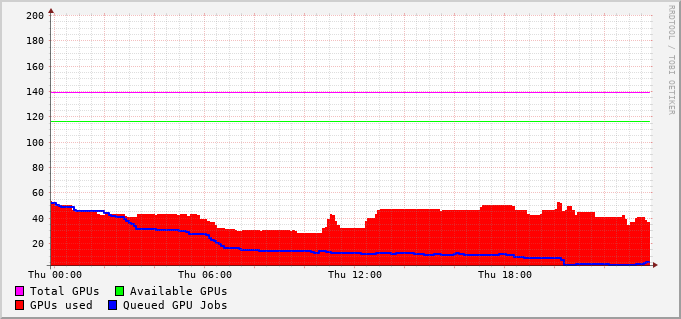 200
180
160
140
120
100
80
60
40
20
Thu 00:00 Thu 06:00 Thu 12:00 Thu 18:00
Total GPUs Available GPUs
GPUs used Queued GPU Jobs
RRDTOOL / TOBI OETIKER